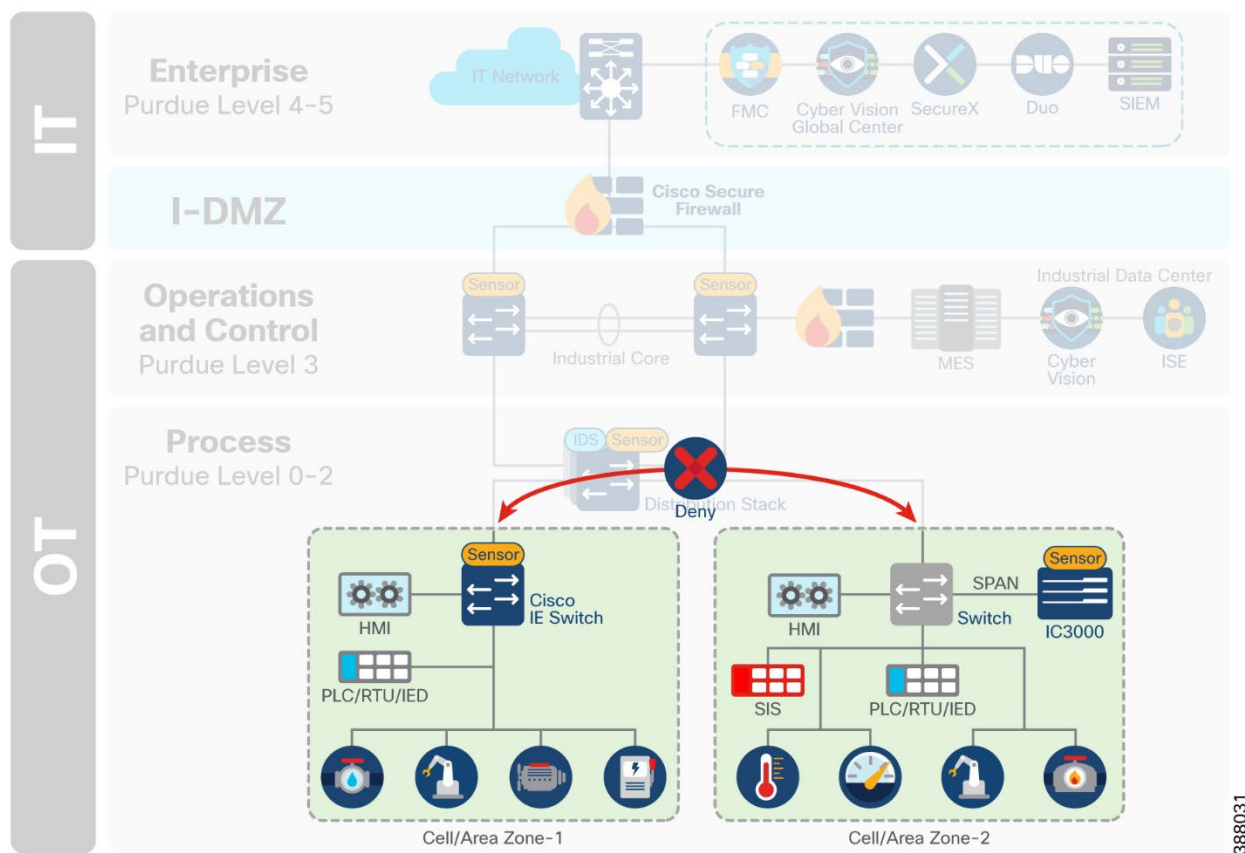 IT
Enterprise
Purdue Level 4-5
IT Network
FMC
Cyber Vision
Global Center
SecureX
Duo
SIEM
I-DMZ
Cisco Secure
Firewall
OT
Operations
and Control
Purdue Level 3
Sensor
Industrial Core
Sensor
MES
Industrial Data Center
Cyber
Vision
ISE
Process
Purdue Level 0-2
IDS
Sensor
Distribution Stack
Deny
Sensor
HMI
Cisco
IE Switch
PLC/RTU/IED
Cell/Area Zone-1
HMI
Switch
SPAN
Sensor
IC3000
SIS
PLC/RTU/IED
Cell/Area Zone-2
388031